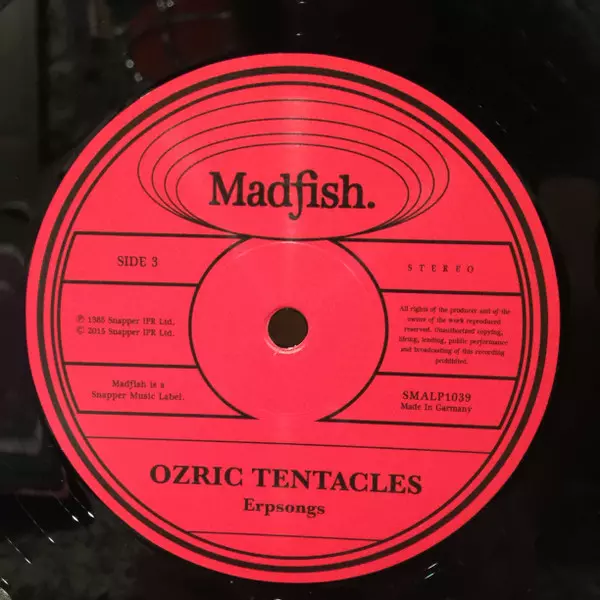 Madfish.
SIDE 3
STEREO
℗ 1985 Snapper IPR Ltd.
© 2015 Snapper IPR Ltd.
All rights of the producer and of the
owner of the work reproduced
reserved. Unauthorized copying,
hiring, lending, public performance
and broadcasting of this recording
prohibited.
Madfish is a
Snapper Music Label.
SMALP1039
Made In Germany
OZRIC TENTACLES
Erpsongs